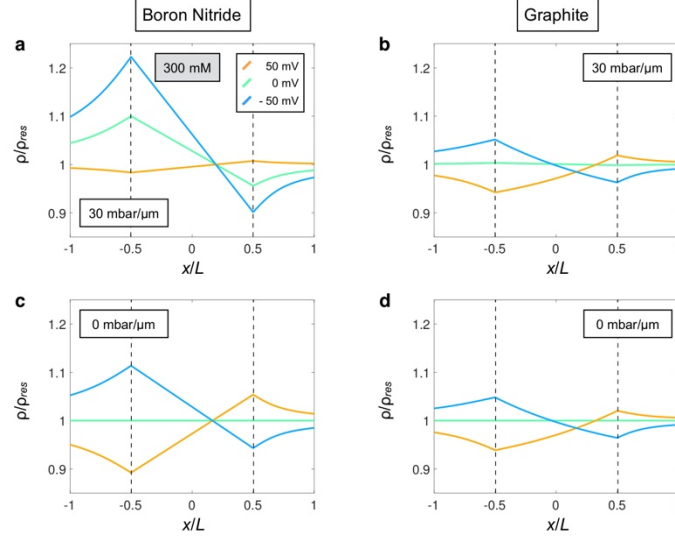 Boron Nitride
Graphite
a
300 mM
50 mV
0 mV
- 50 mV
30 mbar/µm
1.2
1.1
1
0.9
ρ/ρres
-1
-0.5
0
0.5
1
x/L
b
30 mbar/µm
1.2
1.1
1
0.9
ρ/ρres
-1
-0.5
0
0.5
1
x/L
c
0 mbar/µm
1.2
1.1
1
0.9
ρ/ρres
-1
-0.5
0
0.5
1
x/L
d
0 mbar/µm
1.2
1.1
1
0.9
ρ/ρres
-1
-0.5
0
0.5
x/L